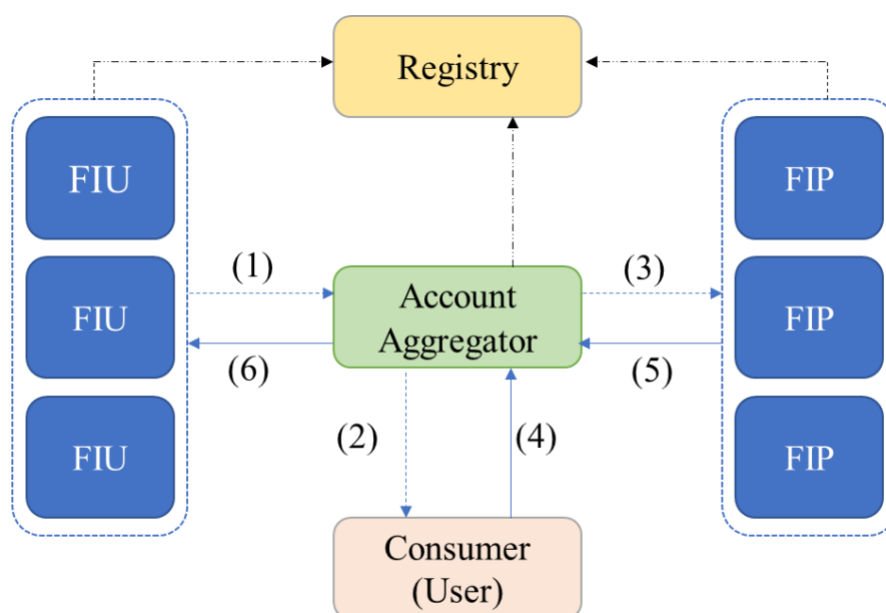 Registry
FIU
FIP
(1)
(3)
Account
Aggregator
FIU
FIP
(6)
(5)
(2)
(4)
FIU
FIP
Consumer
(User)